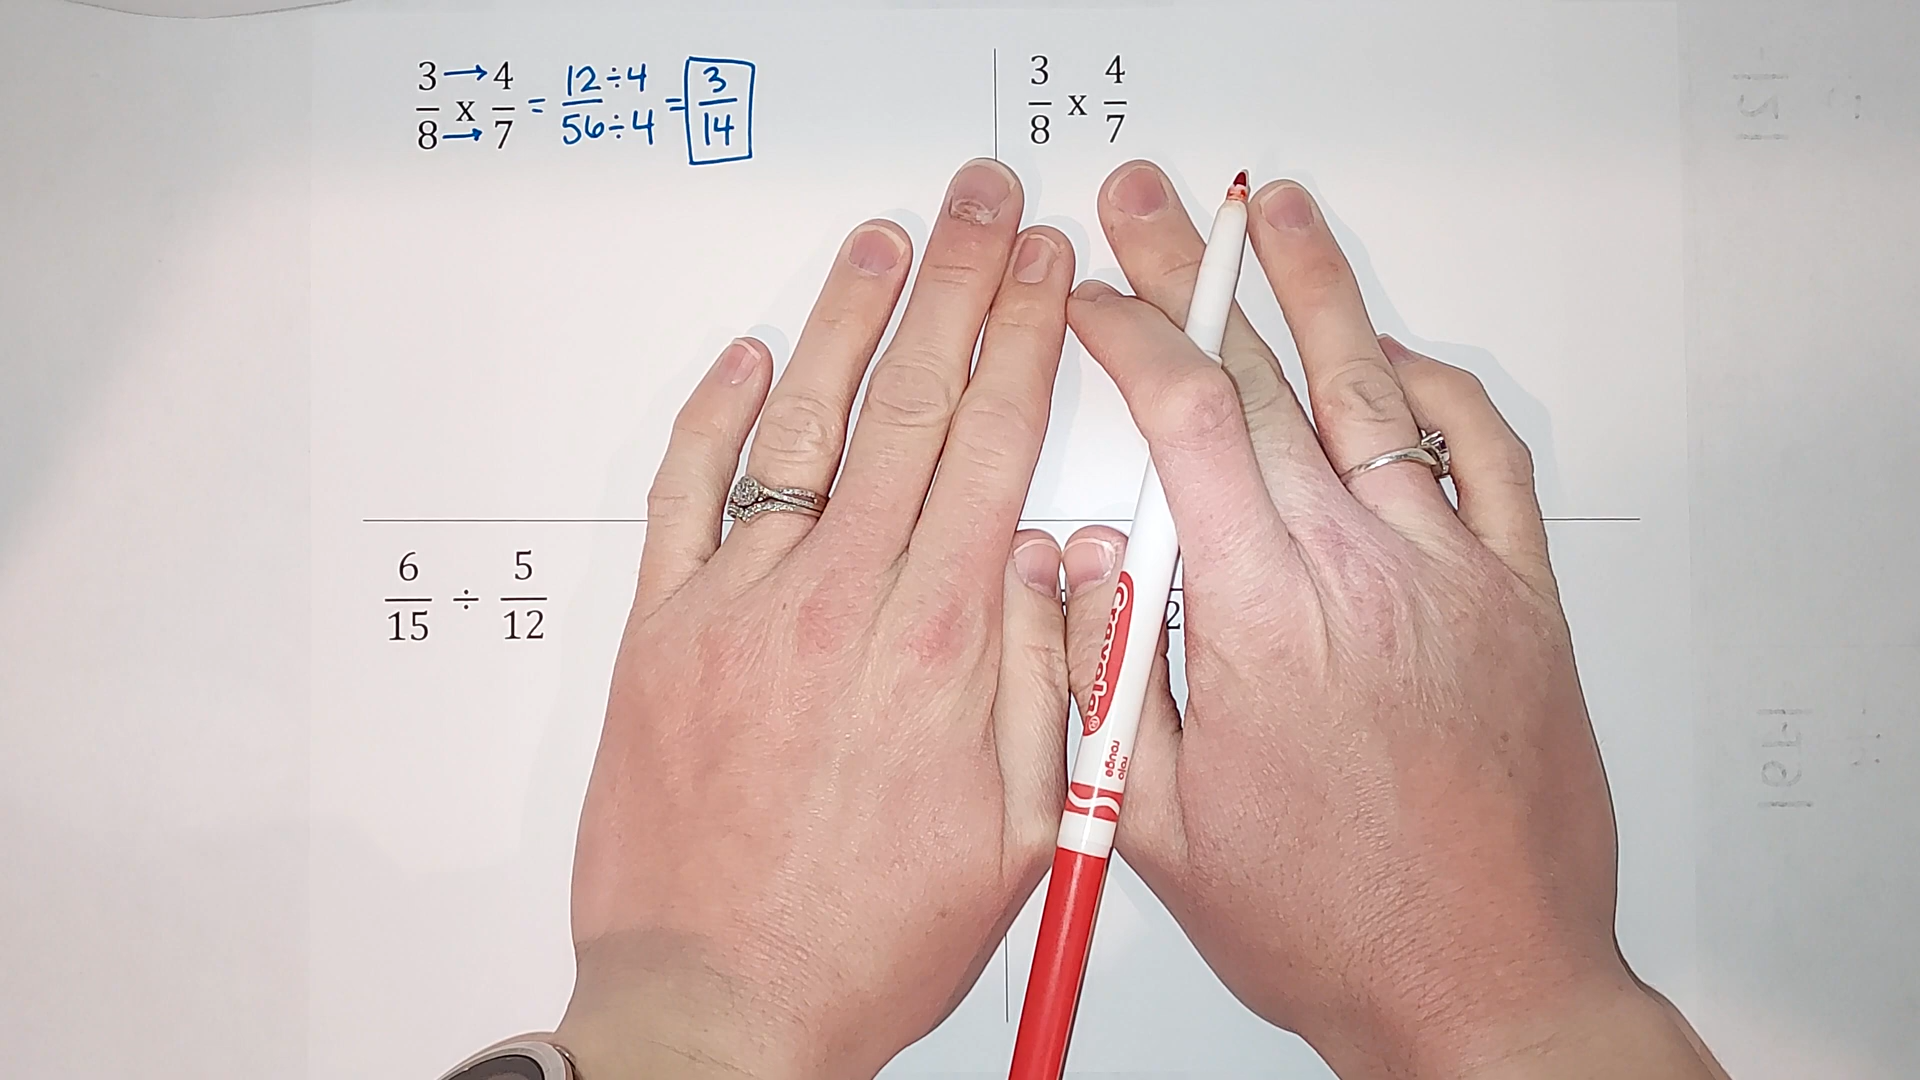 3/8 → x → 4/7 = 12÷4/56÷4 = 3/14
3/8 x 4/7
6/15 ÷ 5/12
2
Crayola®
rojo
rouge